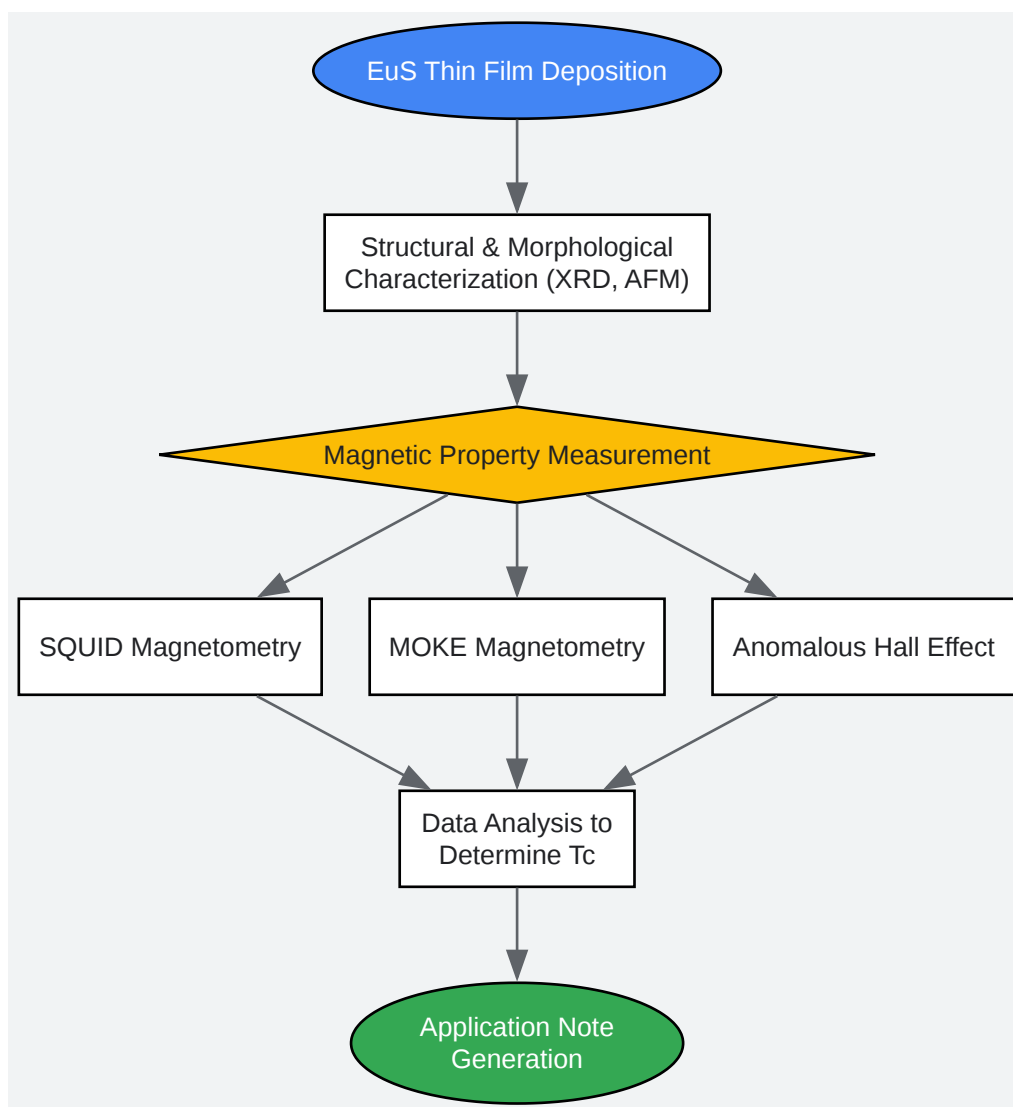 EuS Thin Film Deposition
Structural & Morphological
Characterization (XRD, AFM)
Magnetic Property Measurement
SQUID Magnetometry
MOKE Magnetometry
Anomalous Hall Effect
Data Analysis to
Determine Tc
Application Note
Generation